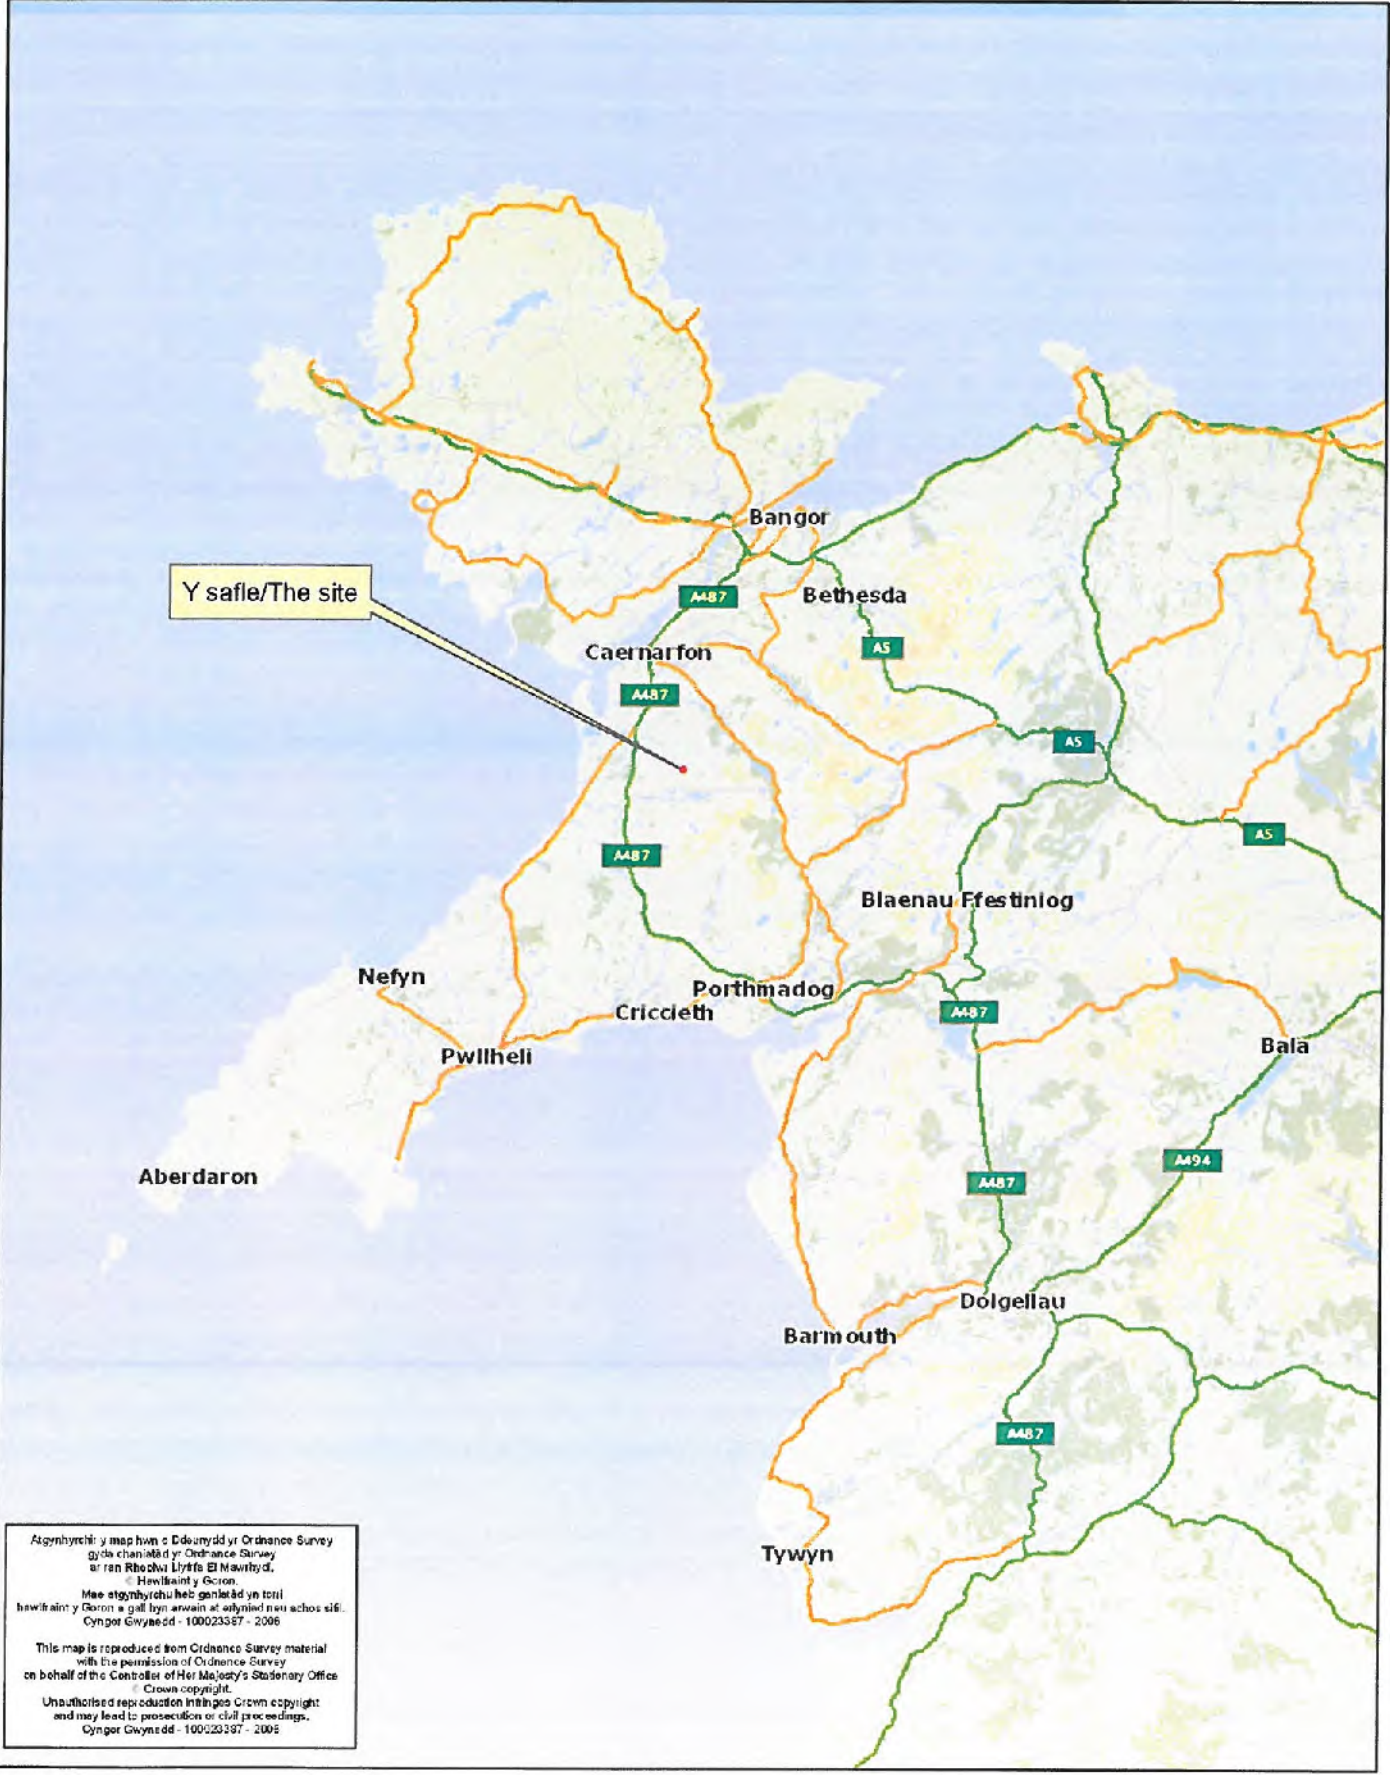 Bangor
Y safle/The site
A487
Bethesda
Caernarfon
A5
A487
A5
A487
A5
Blaenau Ffestiniog
Nefyn
Porthmadog
Criccieth
A487
Bala
Pwllheli
Aberdaron
A494
A487
Dolgellau
Barmouth
A487
Tywyn
Atgynhyrchir y map hwn o Ddeunydd yr Ordnance Survey
gyda chaniatâd yr Ordnance Survey
ar ran Rheolwr Llyfrfa Ei Mawrhydi.
© Hawlfraint y Goron.
Mae atgynhyrchu heb ganiatâd yn torri
hawlfraint y Goron a gall hyn arwain at erlyniad neu achos sifil.
Cyngor Gwynedd - 100023387 - 2006
This map is reproduced from Ordnance Survey material
with the permission of Ordnance Survey
on behalf of the Controller of Her Majesty's Stationery Office
© Crown copyright.
Unauthorised reproduction infringes Crown copyright
and may lead to prosecution or civil proceedings.
Cyngor Gwynedd - 100023387 - 2006